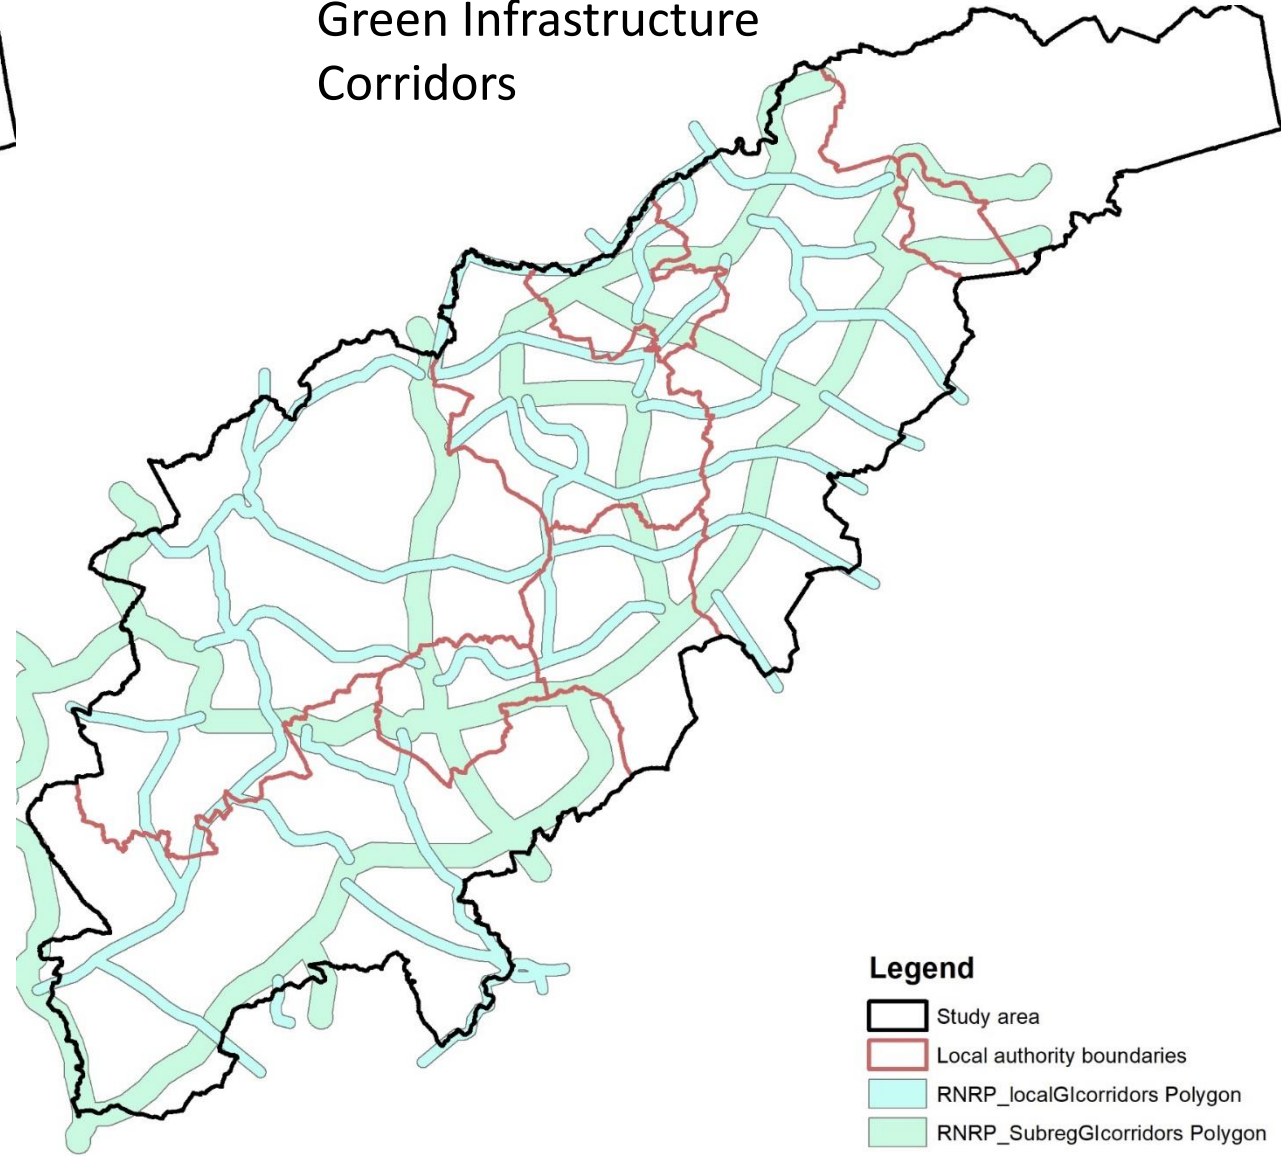 Green Infrastructure
Corridors
Legend
Study area
Local authority boundaries
RNRP_localGIcorridors Polygon
RNRP_SubregGIcorridors Polygon